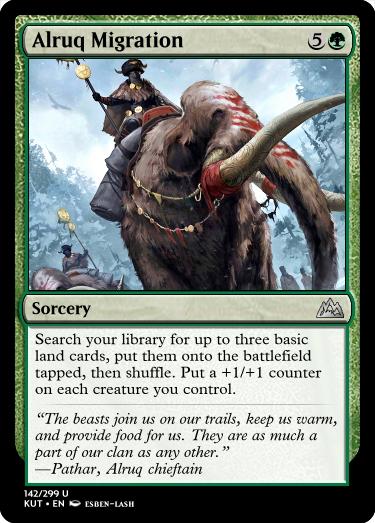 Alruq Migration 5
Sorcery
Search your library for up to three basic
land cards, put them onto the battlefield
tapped, then shuffle. Put a +1/+1 counter
on each creature you control.
“The beasts join us on our trails, keep us warm,
and provide food for us. They are as much a
part of our clan as any other.”
—Pathar, Alruq chieftain
142/299 U
KUT • EN ESBEN-LASH